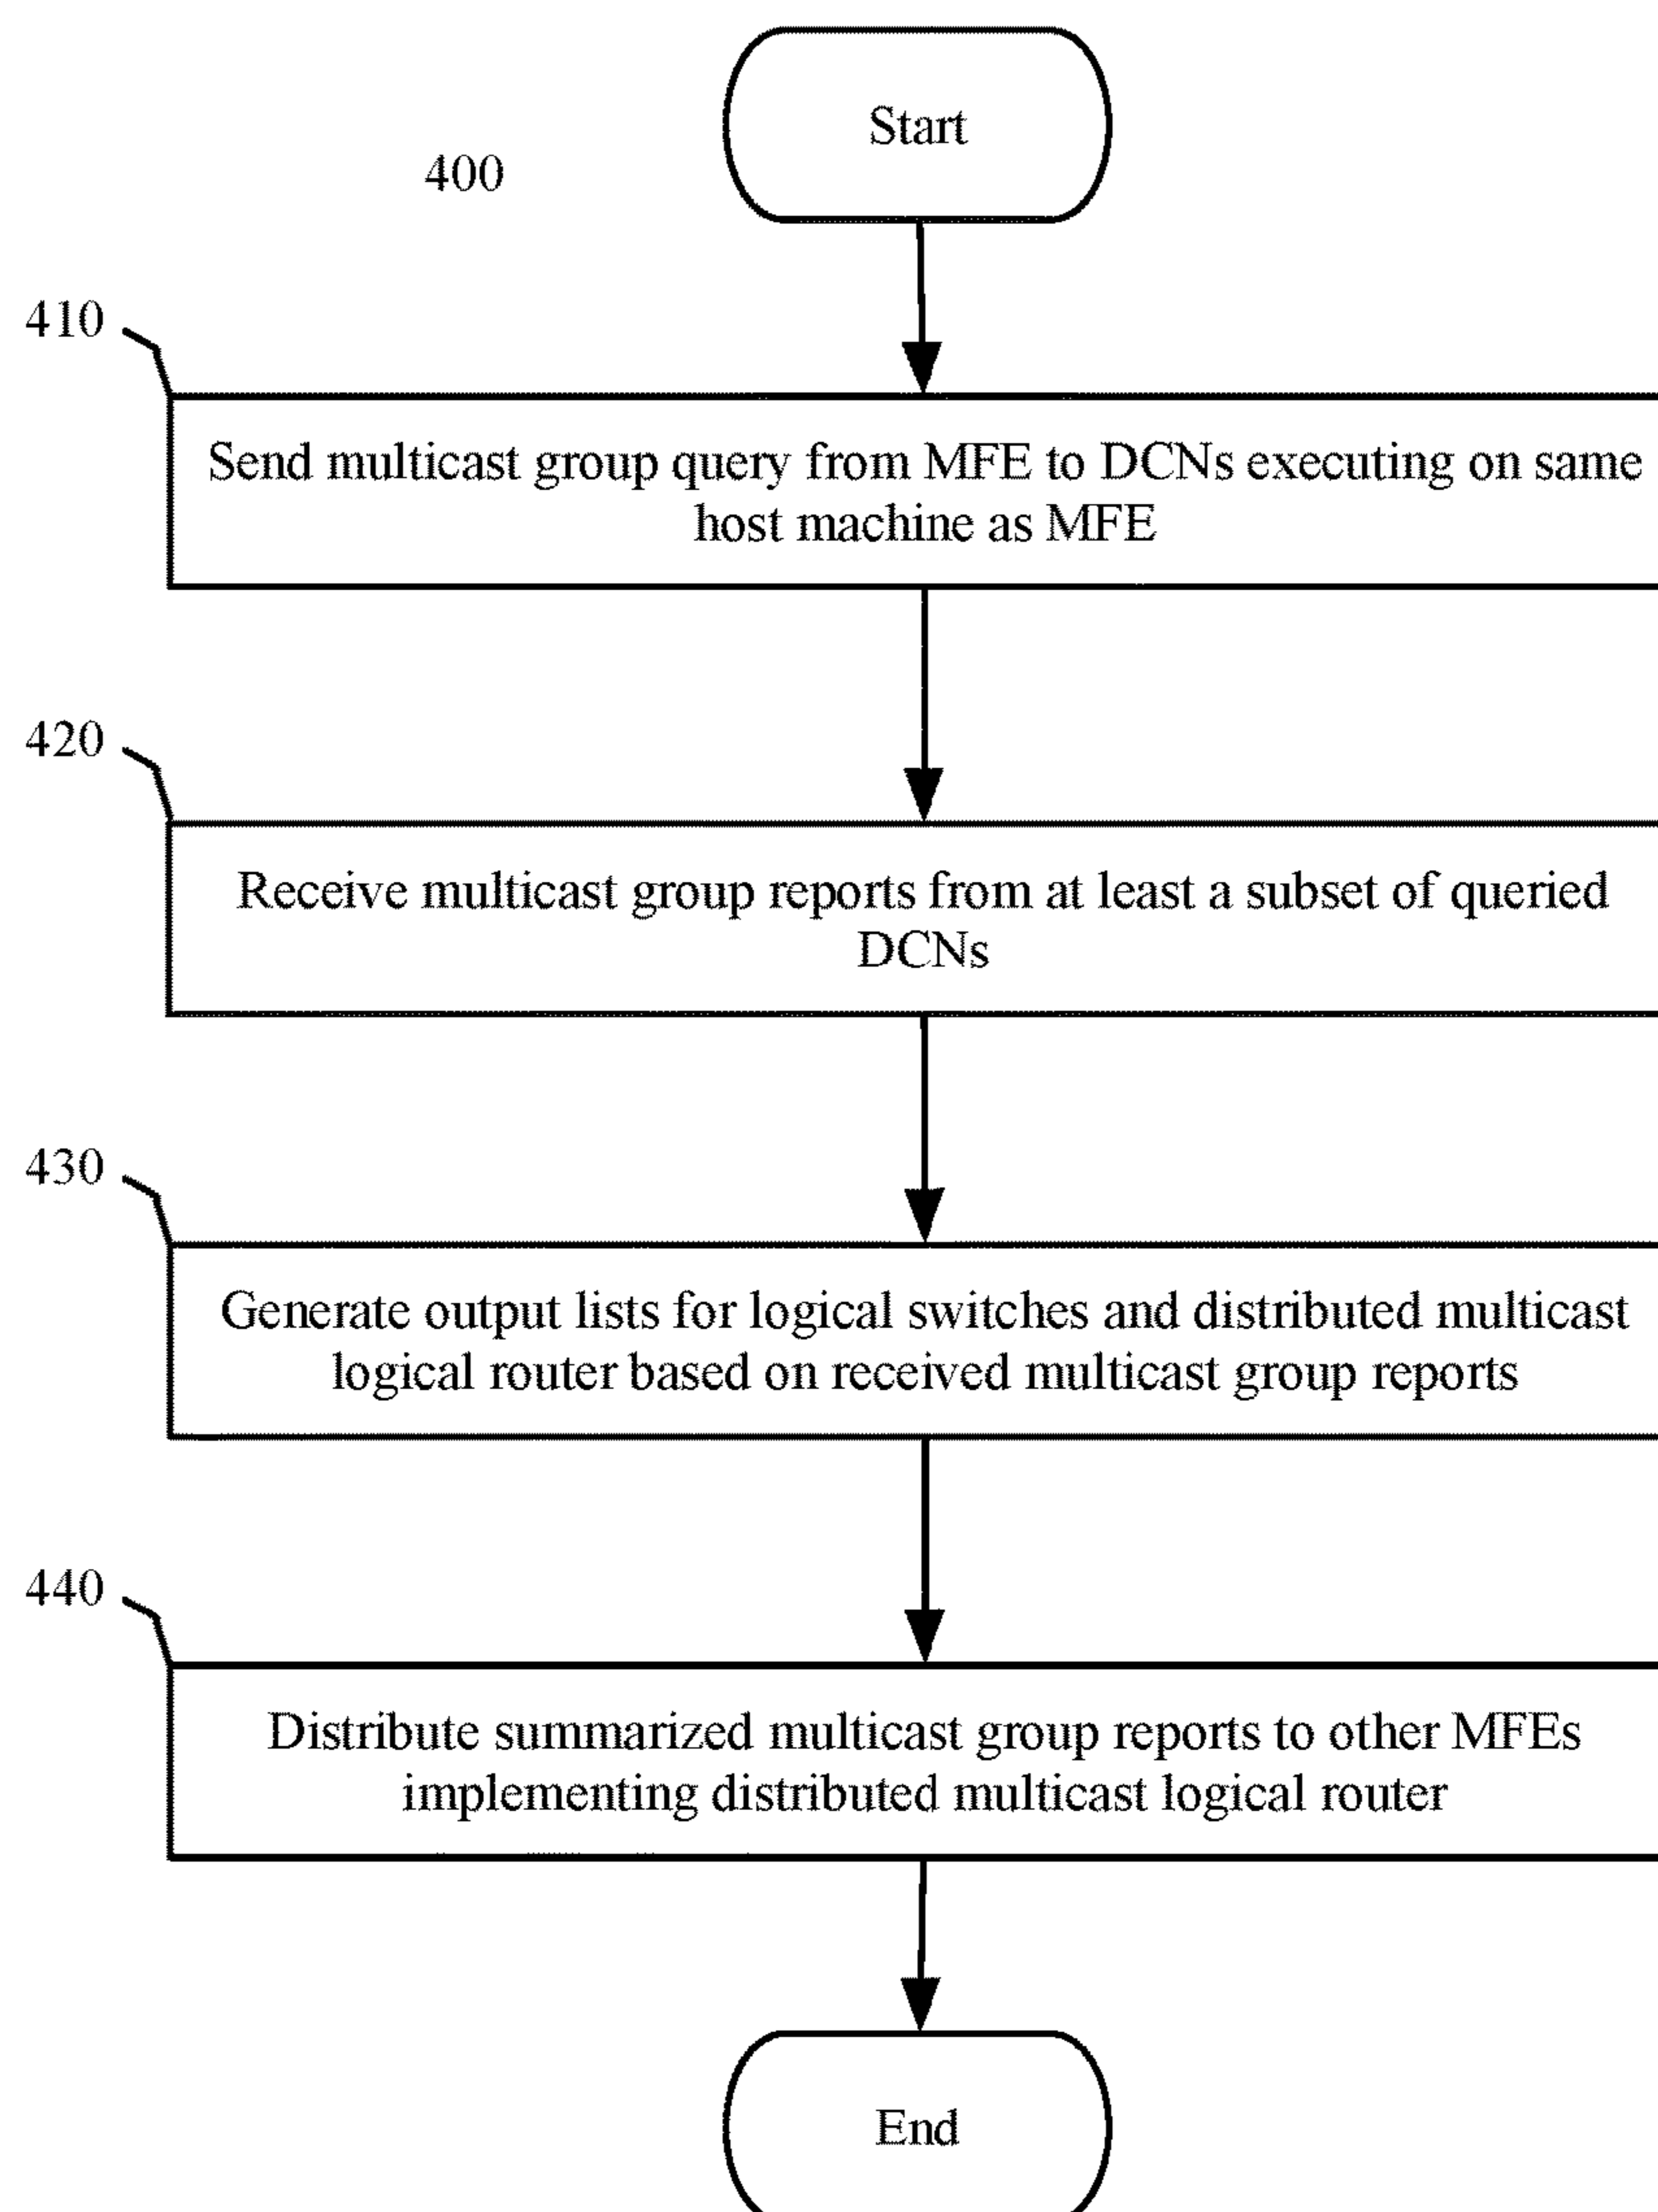 Start
400
410
Send multicast group query from MFE to DCNs executing on same
host machine as MFE
420
Receive multicast group reports from at least a subset of queried
DCNs
430
Generate output lists for logical switches and distributed multicast
logical router based on received multicast group reports
440
Distribute summarized multicast group reports to other MFEs
implementing distributed multicast logical router
End